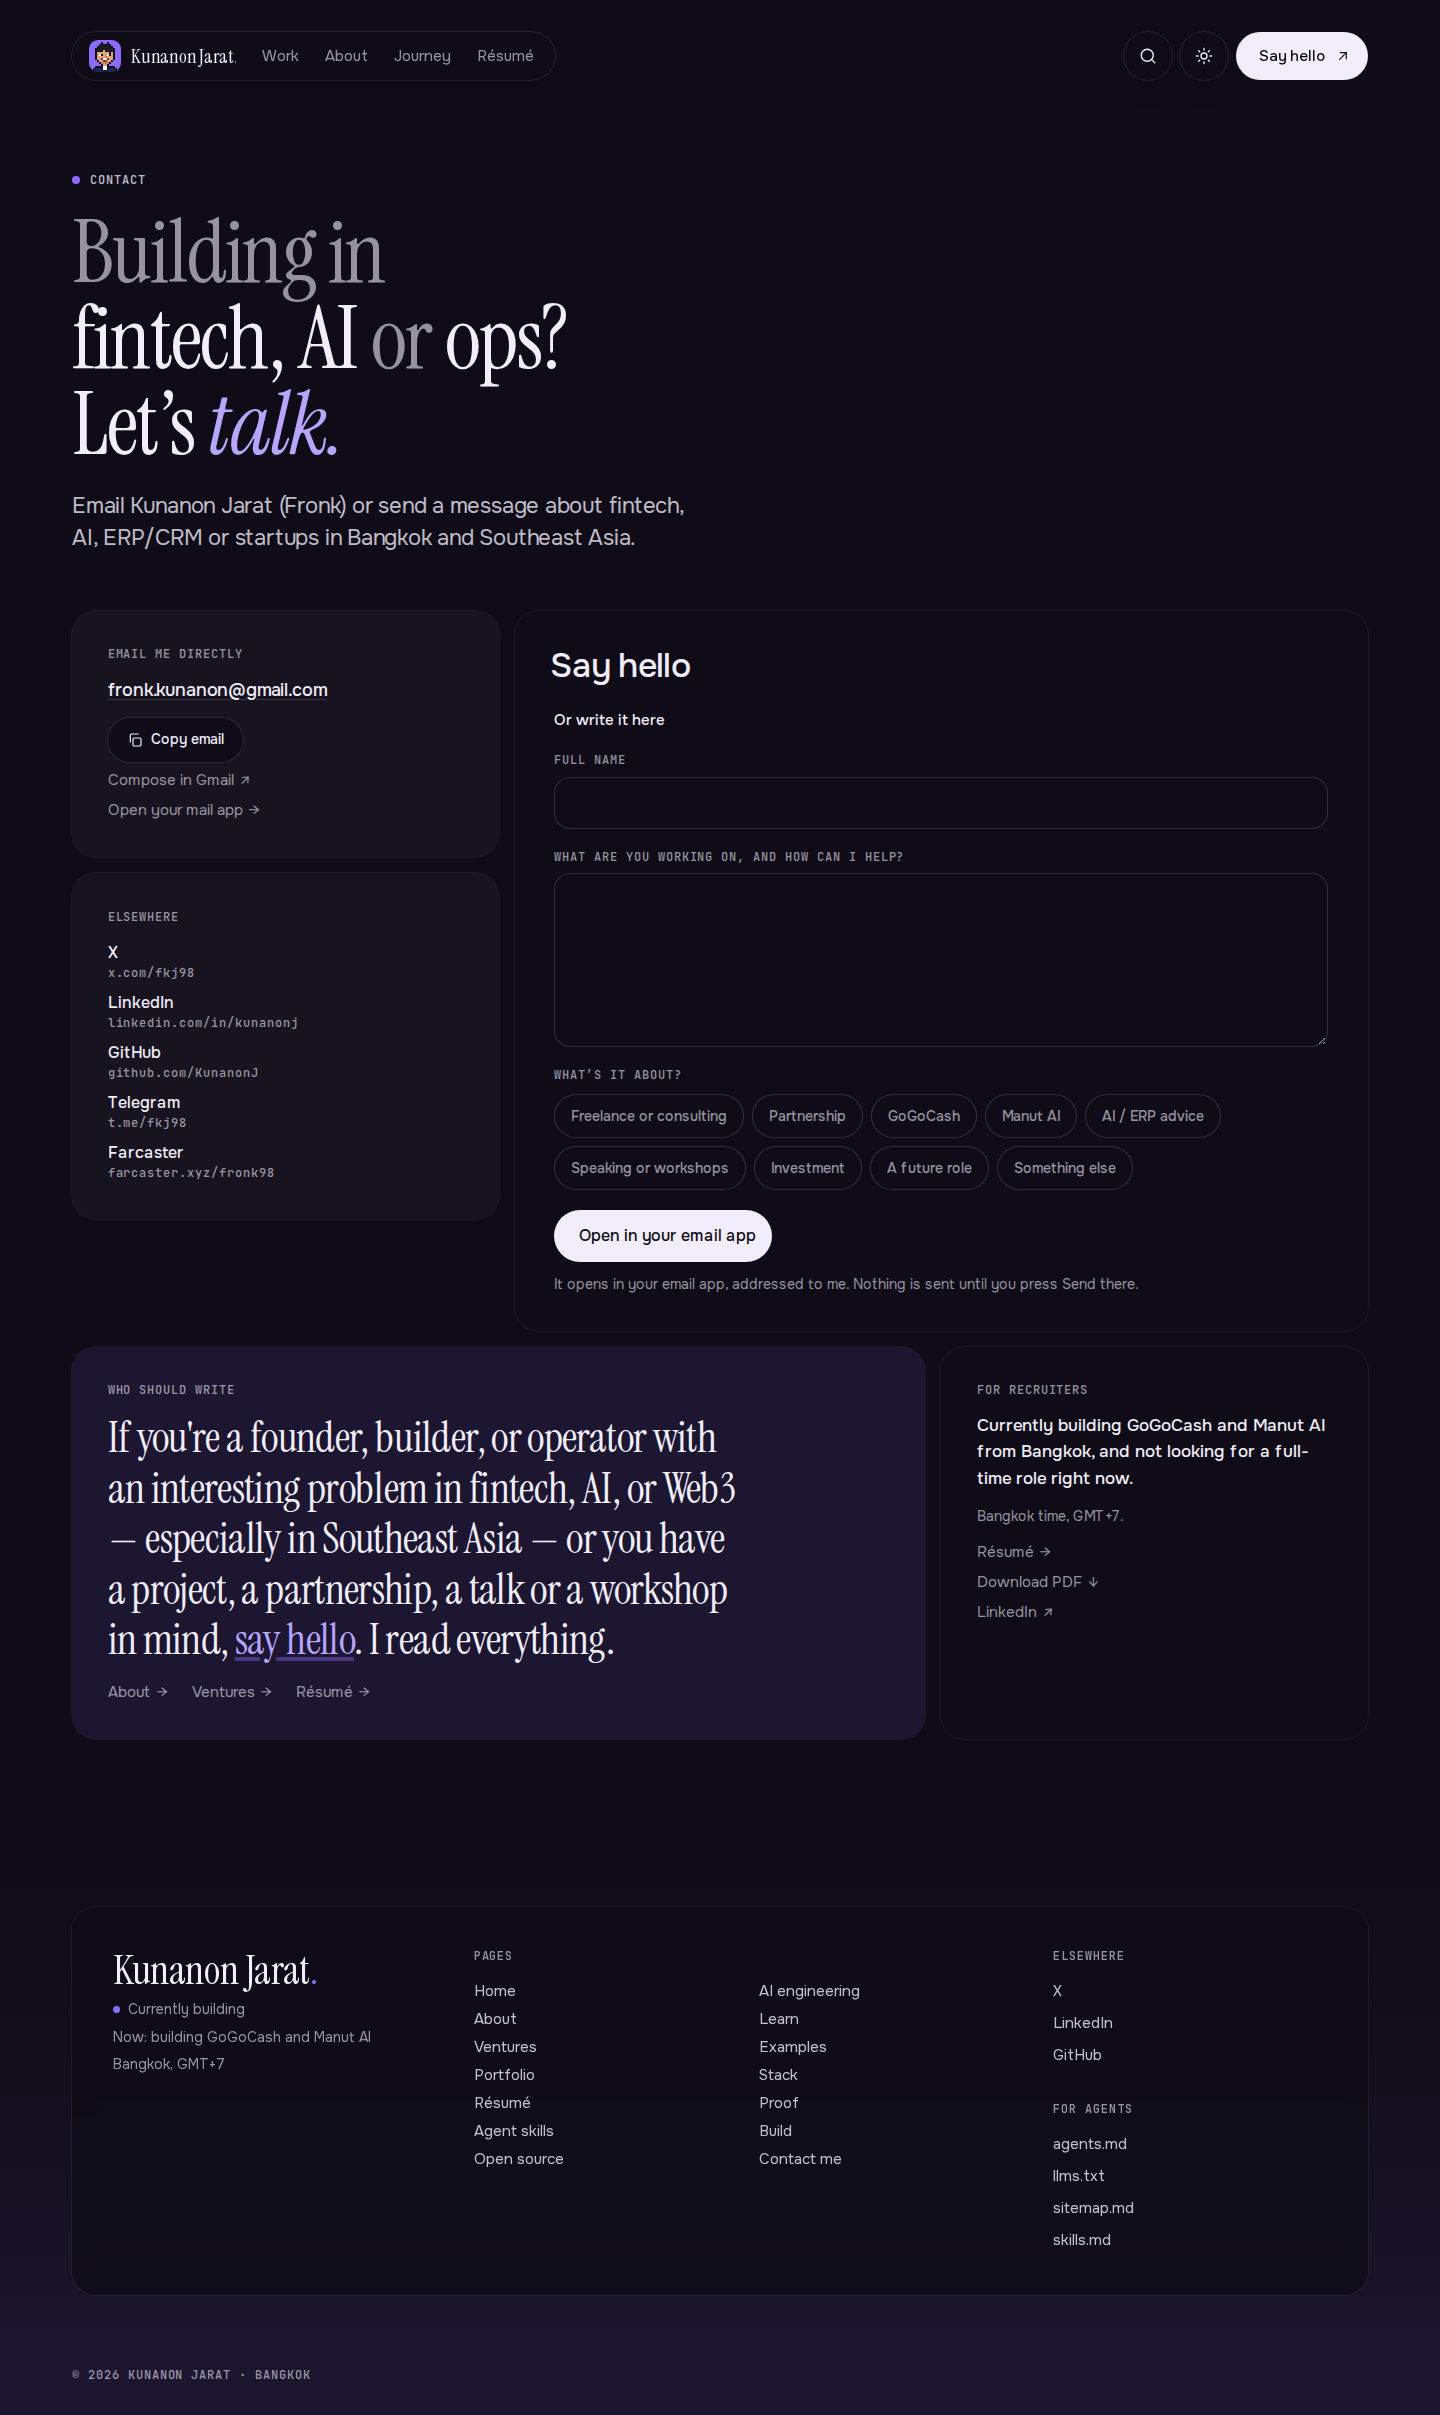 Kunanon Jarat.
Work
About
Journey
Résumé
Say hello
CONTACT
Building in
fintech, AI or ops?
Let’s talk.
Email Kunanon Jarat (Fronk) or send a message about fintech,
AI, ERP/CRM or startups in Bangkok and Southeast Asia.
EMAIL ME DIRECTLY
fronk.kunanon@gmail.com
Copy email
Compose in Gmail ↗
Open your mail app →
ELSEWHERE
X
x.com/fkj98
LinkedIn
linkedin.com/in/kunanonj
GitHub
github.com/KunanonJ
Telegram
t.me/fkj98
Farcaster
farcaster.xyz/fronk98
Say hello
Or write it here
FULL NAME
WHAT ARE YOU WORKING ON, AND HOW CAN I HELP?
WHAT’S IT ABOUT?
Freelance or consulting
Partnership
GoGoCash
Manut AI
AI / ERP advice
Speaking or workshops
Investment
A future role
Something else
Open in your email app
It opens in your email app, addressed to me. Nothing is sent until you press Send there.
WHO SHOULD WRITE
If you're a founder, builder, or operator with
an interesting problem in fintech, AI, or Web3
— especially in Southeast Asia — or you have
a project, a partnership, a talk or a workshop
in mind, say hello. I read everything.
About →
Ventures →
Résumé →
FOR RECRUITERS
Currently building GoGoCash and Manut AI
from Bangkok, and not looking for a full-
time role right now.
Bangkok time, GMT+7.
Résumé →
Download PDF ↓
LinkedIn ↗
Kunanon Jarat.
Currently building
Now: building GoGoCash and Manut AI
Bangkok, GMT+7
PAGES
Home
About
Ventures
Portfolio
Résumé
Agent skills
Open source
AI engineering
Learn
Examples
Stack
Proof
Build
Contact me
ELSEWHERE
X
LinkedIn
GitHub
FOR AGENTS
agents.md
llms.txt
sitemap.md
skills.md
© 2026 KUNANON JARAT · BANGKOK